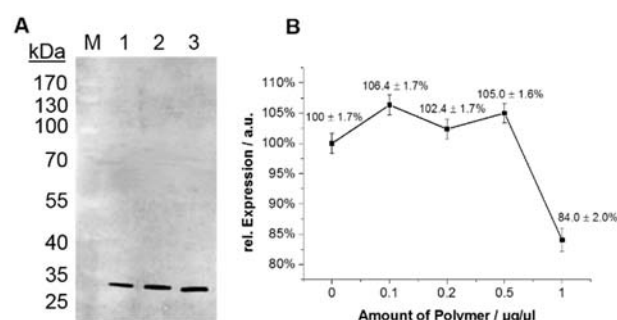 A
kDa M 1 2 3
170
130
100
70
55
40
35
25
B
rel. Expression / a.u.
110%
105%
100%
95%
90%
85%
80%
100 ± 1.7%
106.4 ± 1.7%
102.4 ± 1.7%
105.0 ± 1.6%
84.0 ± 2.0%
0 0.1 0.2 0.5 1
Amount of Polymer / µg/µl